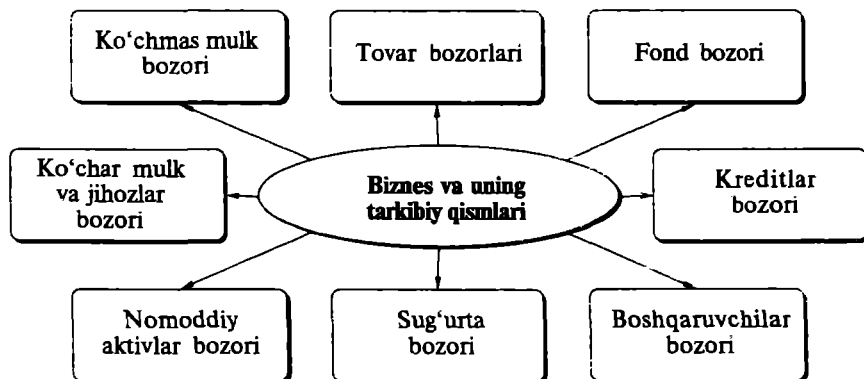 Ko‘chmas mulk
bozori
Tovar bozorlari
Fond bozori
Ko‘char mulk
va jihozlar
bozori
Biznes va uning
tarkibiy qismlari
Kreditlar
bozori
Nomoddiy
aktivlar bozori
Sug‘urta
bozori
Boshqaruvchilar
bozori